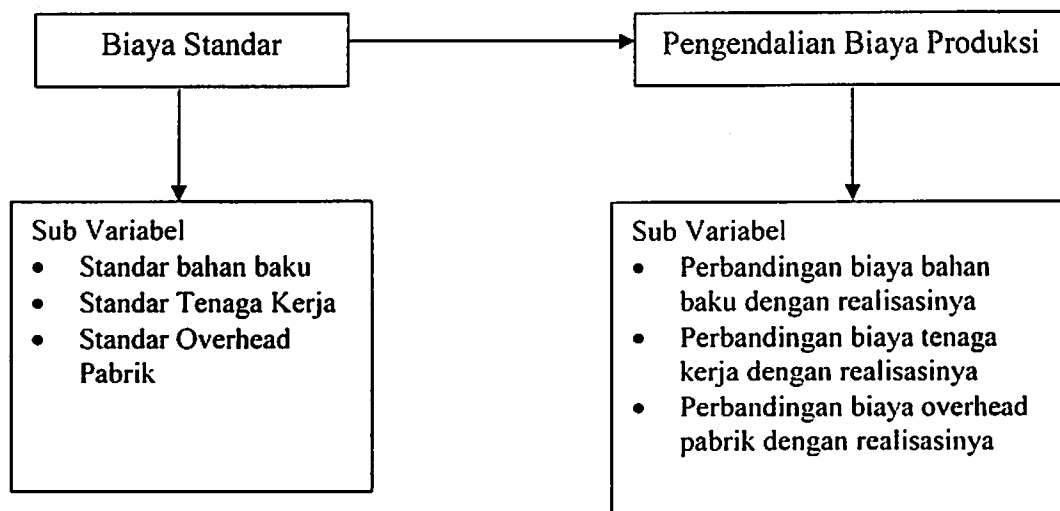 Biaya Standar
Pengendalian Biaya Produksi
Sub Variabel
• Standar bahan baku
• Standar Tenaga Kerja
• Standar Overhead
Pabrik
Sub Variabel
• Perbandingan biaya bahan
baku dengan realisasinya
• Perbandingan biaya tenaga
kerja dengan realisasinya
• Perbandingan biaya overhead
pabrik dengan realisasinya